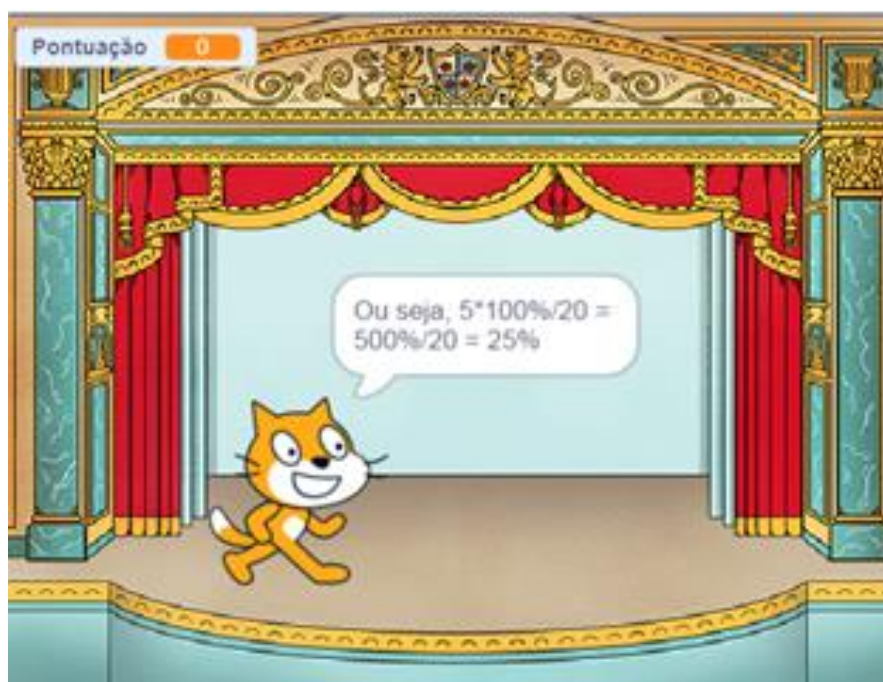 Pontuação 0
Ou seja, 5*100%/20 =
500%/20 = 25%